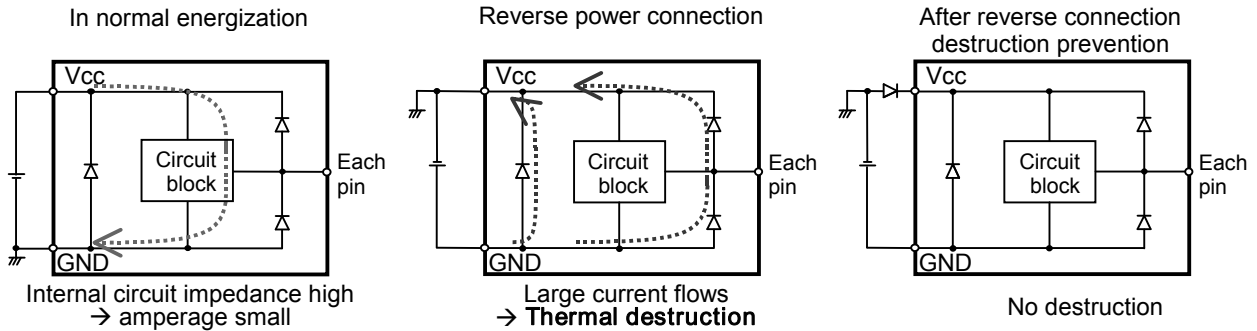 In normal energization
Vcc
Circuit
block
Each
pin
GND
Internal circuit impedance high
→ amperage small
Reverse power connection
Vcc
Circuit
block
Each
pin
GND
Large current flows
→ Thermal destruction
After reverse connection
destruction prevention
Vcc
Circuit
block
Each
pin
GND
No destruction